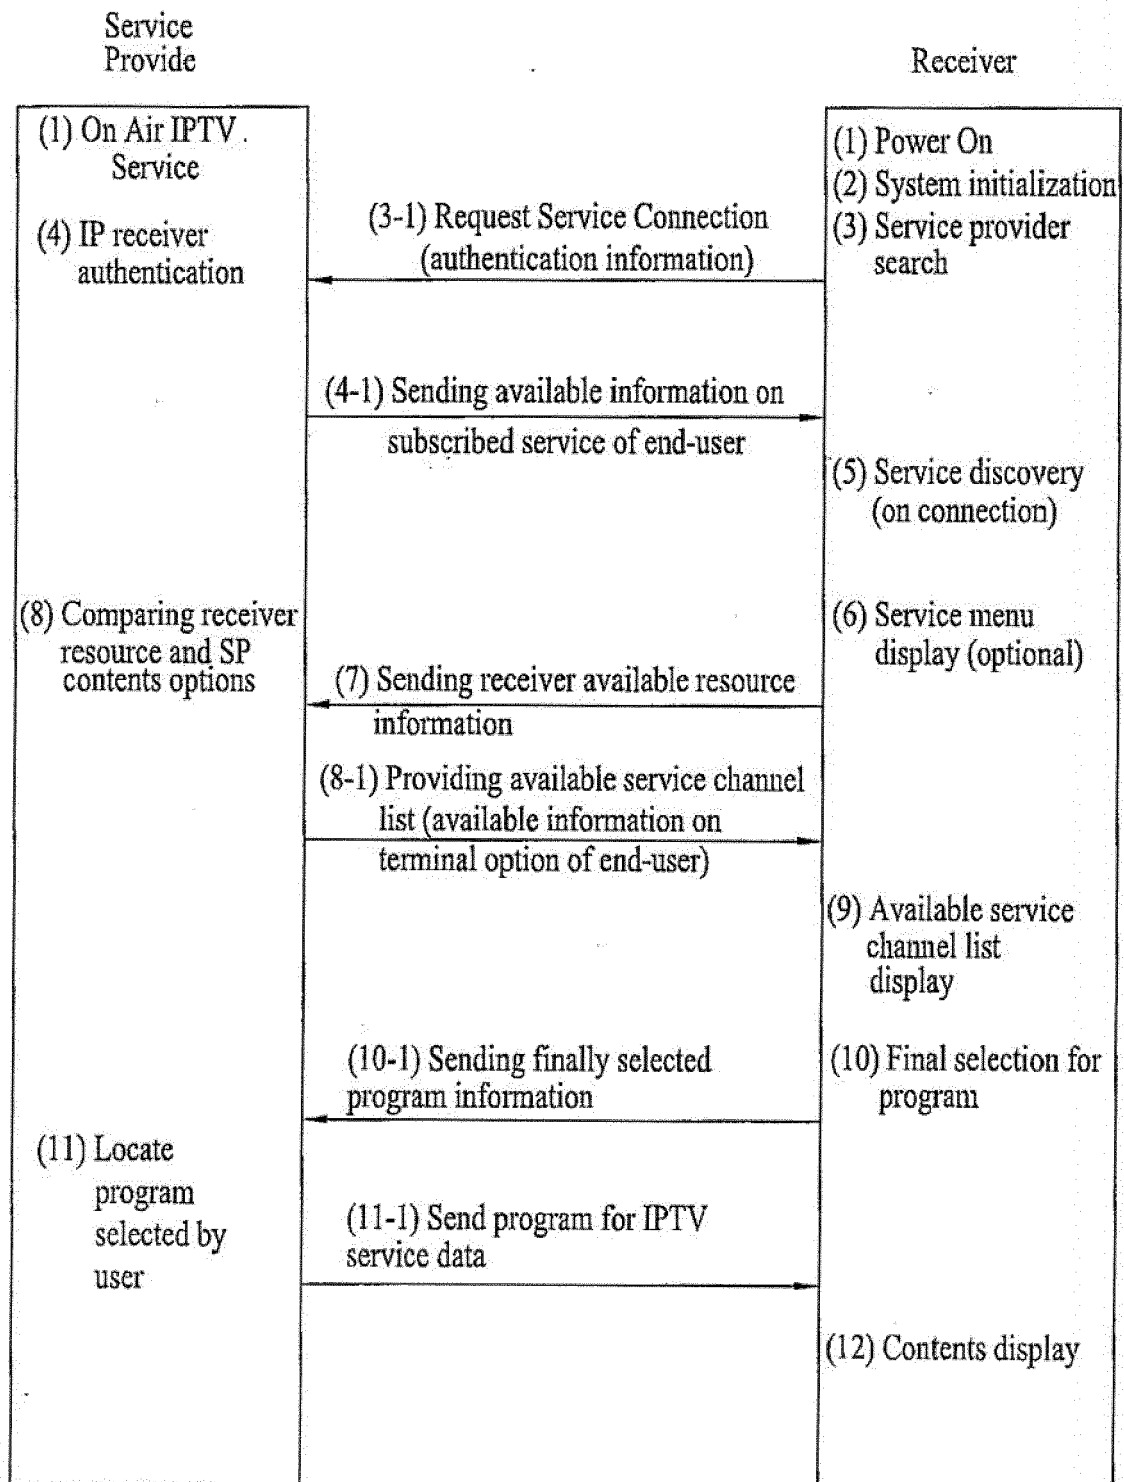 Service
Provide
Receiver
(1) On Air IPTV
Service
(1) Power On
(2) System initialization
(3) Service provider
search
(3-1) Request Service Connection
(authentication information)
(4) IP receiver
authentication
(4-1) Sending available information on
subscribed service of end-user
(5) Service discovery
(on connection)
(6) Service menu
display (optional)
(7) Sending receiver available resource
information
(8) Comparing receiver
resource and SP
contents options
(8-1) Providing available service channel
list (available information on
terminal option of end-user)
(9) Available service
channel list
display
(10) Final selection for
program
(10-1) Sending finally selected
program information
(11) Locate
program
selected by
user
(11-1) Send program for IPTV
service data
(12) Contents display